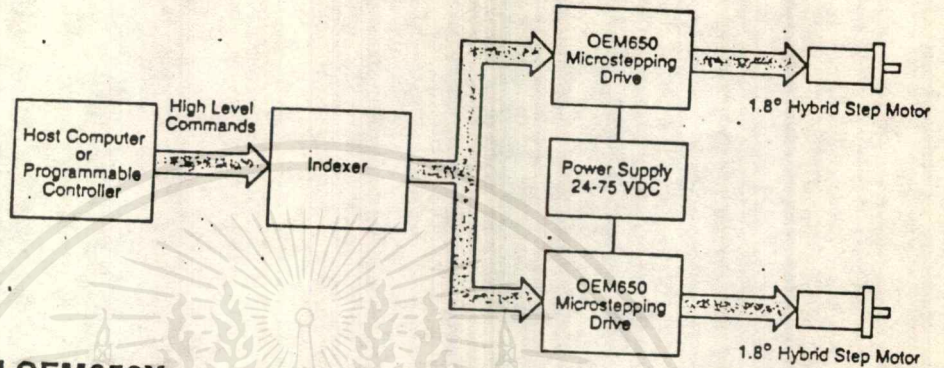 OEM650
Microstepping
Drive
1.8° Hybrid Step Motor
High Level
Commands
Host Computer
or
Programmable
Controller
Indexer
Power Supply
24-75 VDC
OEM650
Microstepping
Drive
1.8° Hybrid Step Motor